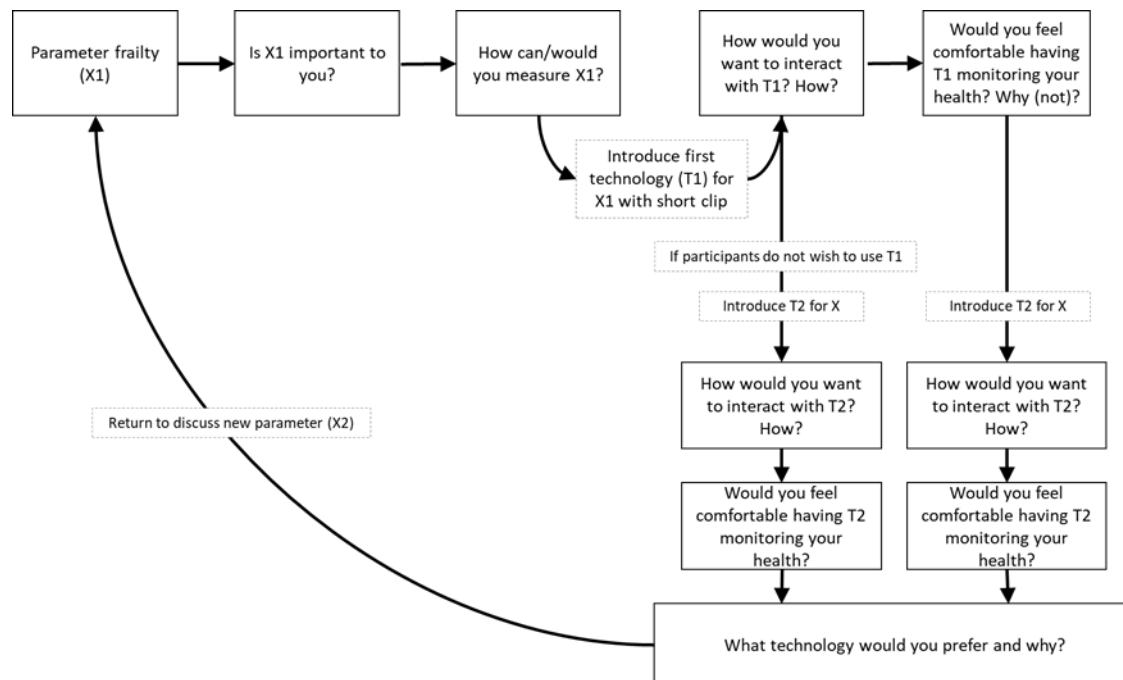 Parameter frailty
(X1)
Is X1 important to
you?
How can/would
you measure X1?
Introduce first
technology (T1) for
X1 with short clip
How would you
want to interact
with T1? How?
Would you feel
comfortable having
T1 monitoring your
health? Why (not)?
If participants do not wish to use T1
Introduce T2 for X
Introduce T2 for X
How would you want
to interact with T2?
How?
How would you want
to interact with T2?
How?
Would you feel
comfortable having T2
monitoring your
health?
Would you feel
comfortable having T2
monitoring your
health?
What technology would you prefer and why?
Return to discuss new parameter (X2)